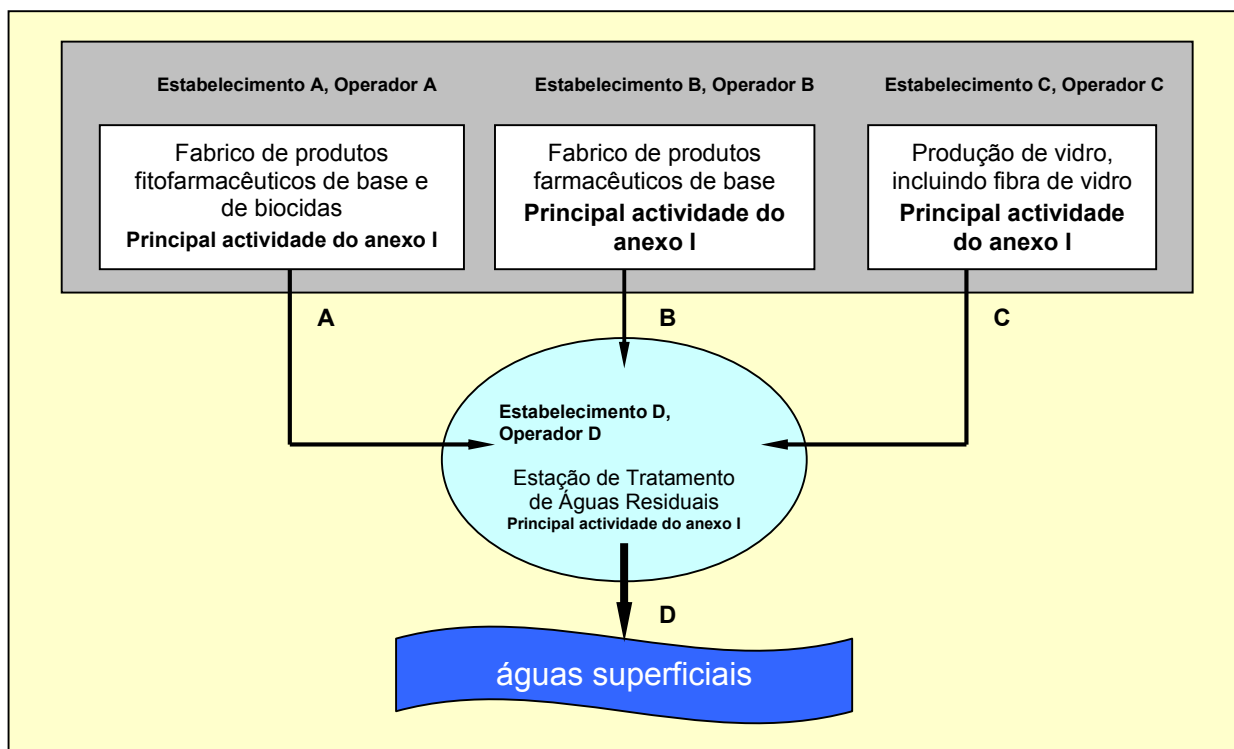 Estabelecimento A, Operador A
Fabrico de produtos
fitofarmacêuticos de base e
de biocidas
Principal actividade do anexo I
Estabelecimento B, Operador B
Fabrico de produtos
farmacêuticos de base
Principal actividade do
anexo I
Estabelecimento C, Operador C
Produção de vidro,
incluindo fibra de vidro
Principal actividade
do anexo I
A
B
C
Estabelecimento D,
Operador D
Estação de Tratamento
de Águas Residuais
Principal actividade do anexo I
D
águas superficiais